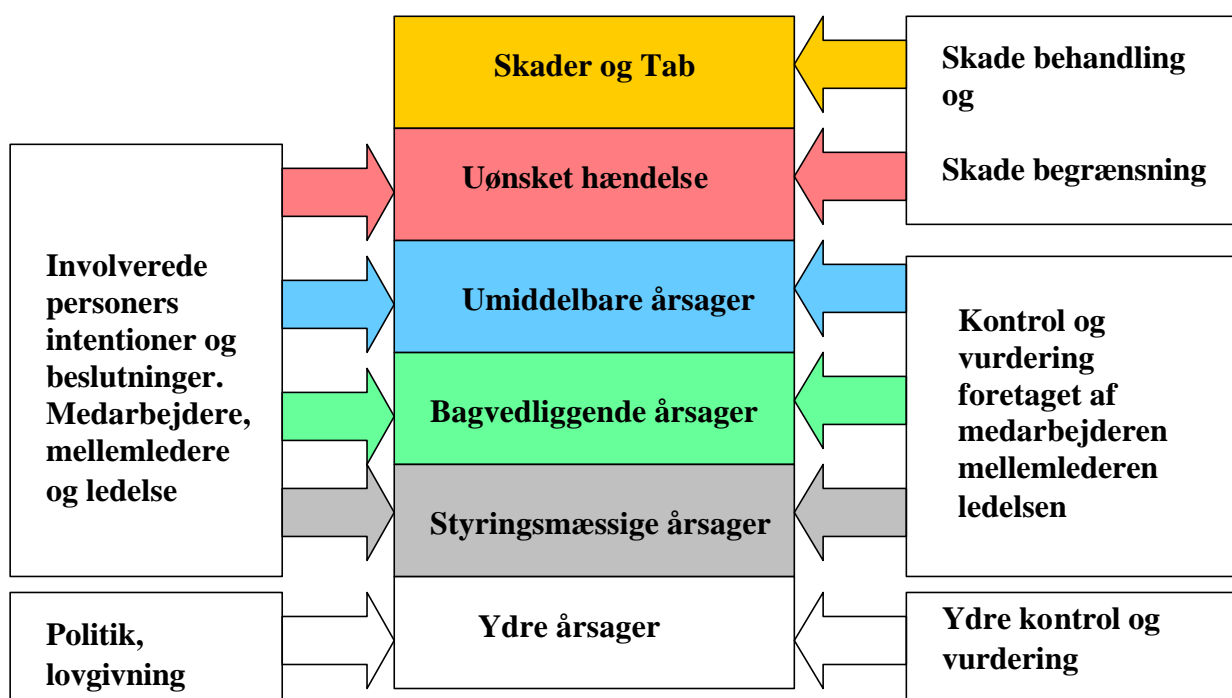 Skader og Tab
Uønsket hændelse
Umiddelbare årsager
Bagvedliggende årsager
Styringsmæssige årsager
Ydre årsager
Involverede
personers
intentioner og
beslutninger.
Medarbejdere,
mellemledere
og ledelse
Politik,
lovgivning
Skade behandling
og
Skade begrænsning
Kontrol og
vurdering
foretaget af
medarbejderen
mellemlederen
ledelsen
Ydre kontrol og
vurdering